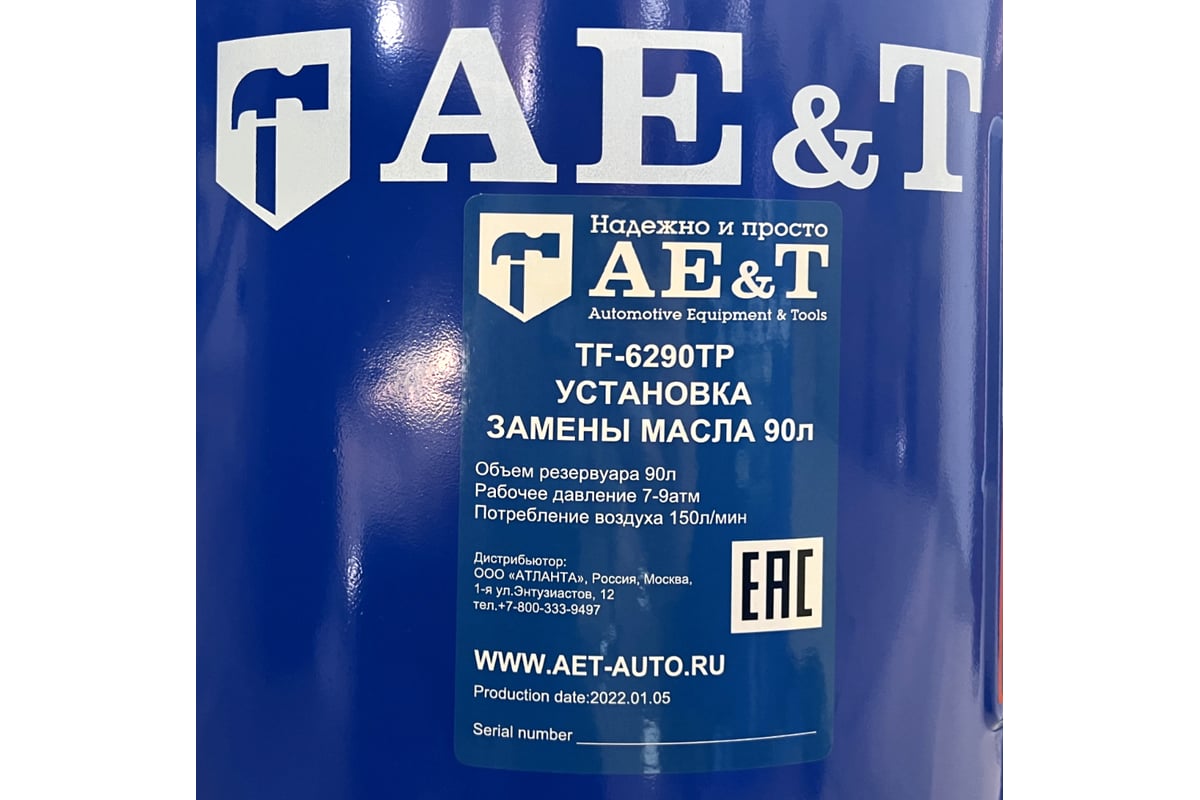 AE&T
Надежно и просто
AE&T
Automotive Equipment & Tools
TF-6290TP
УСТАНОВКА
ЗАМЕНЫ МАСЛА 90л
Объем резервуара 90л
Рабочее давление 7-9атм
Потребление воздуха 150л/мин
Дистрибьютор:
ООО «АТЛАНТА», Россия, Москва,
1-я ул.Энтузиастов, 12
тел.+7-800-333-9497
EAC
WWW.AET-AUTO.RU
Production date:2022.01.05
Serial number